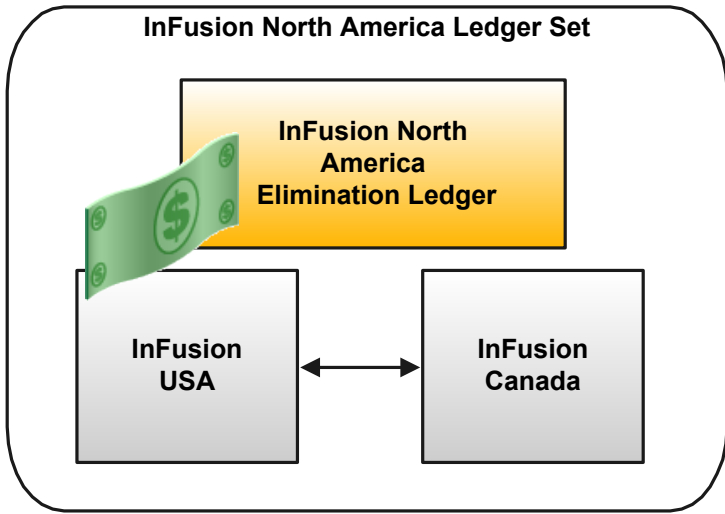 InFusion North America Ledger Set
InFusion North
America
Elimination Ledger
$
$
$
$
$
InFusion
USA
InFusion
Canada